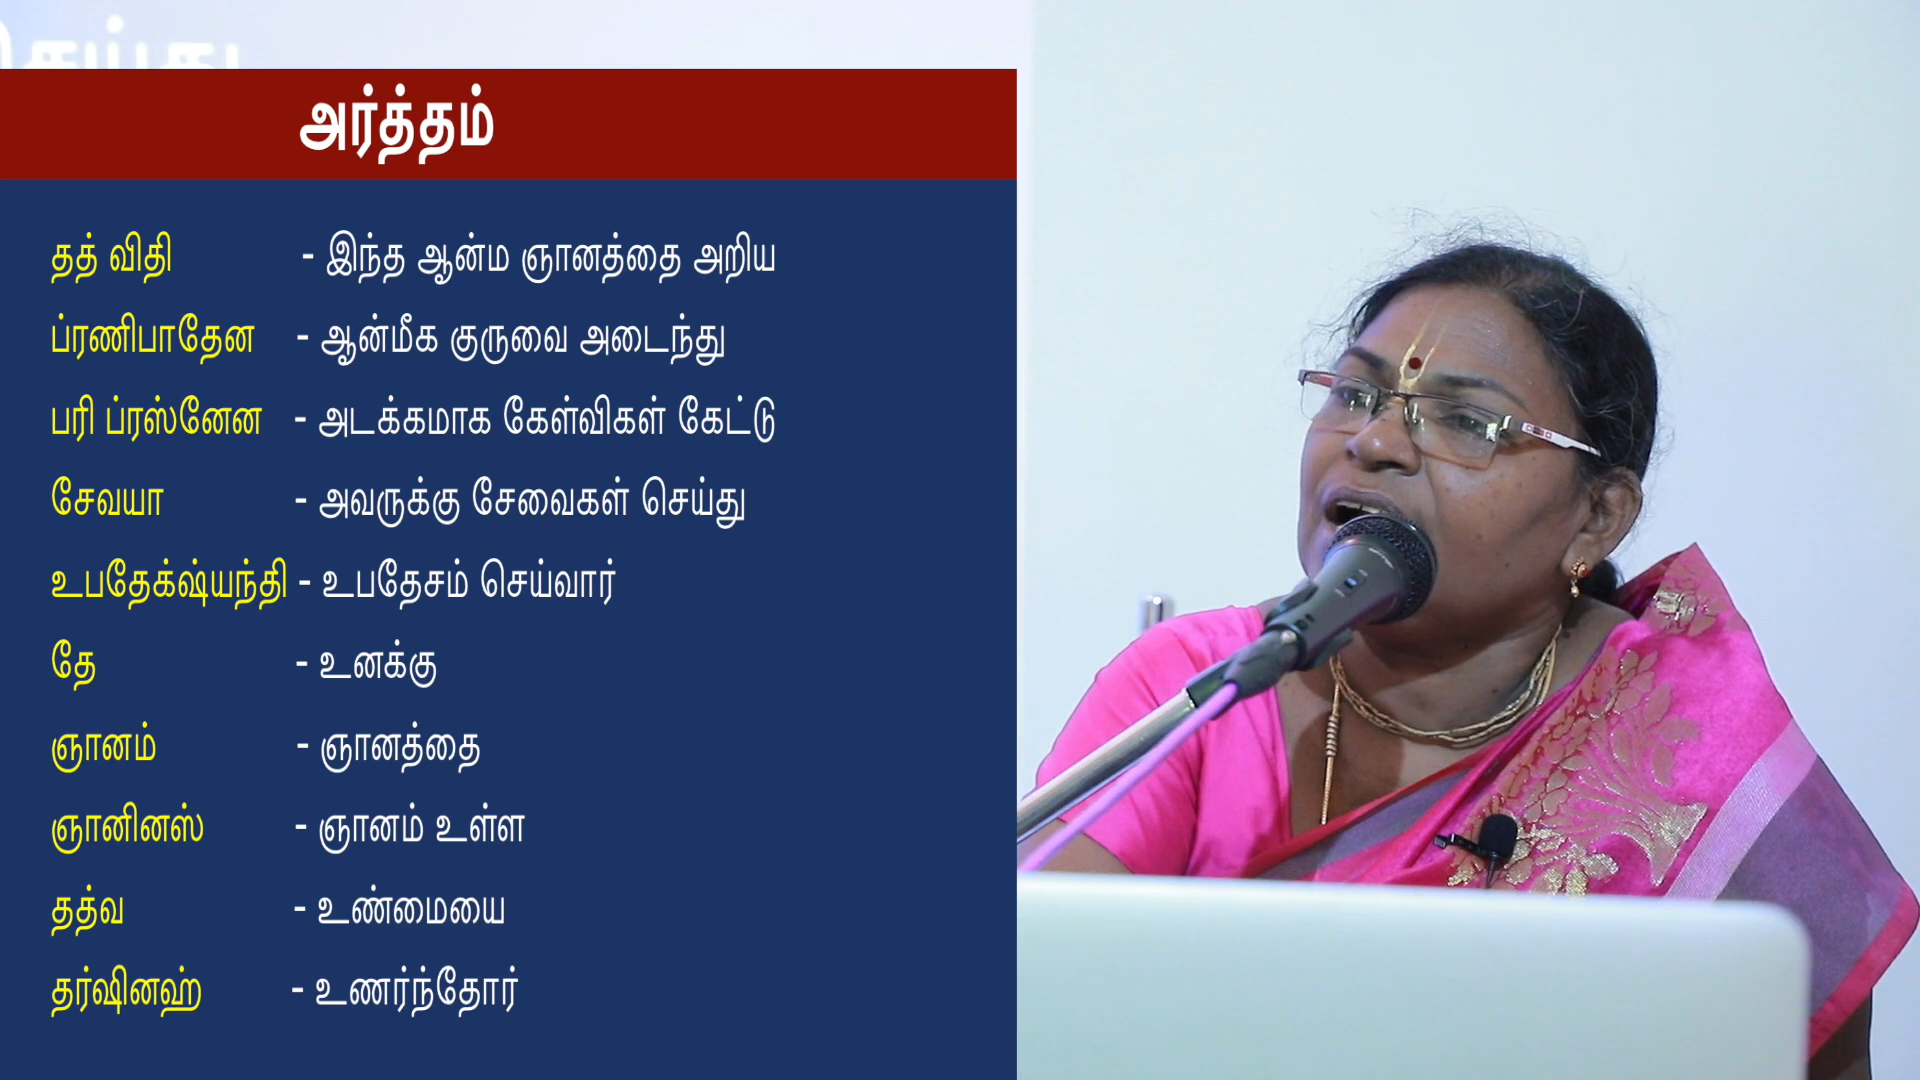 செய்து
அர்த்தம்
தத் விதி - இந்த ஆன்ம ஞானத்தை அறிய
ப்ரணிபாதேன - ஆன்மீக குருவை அடைந்து
பரி ப்ரஸ்னேன - அடக்கமாக கேள்விகள் கேட்டு
சேவயா - அவருக்கு சேவைகள் செய்து
உபதேக்ஷ்யந்தி - உபதேசம் செய்வார்
தே - உனக்கு
ஞானம் - ஞானத்தை
ஞானினஸ் - ஞானம் உள்ள
தத்வ - உண்மையை
தர்ஷினஹ் - உணர்ந்தோர்